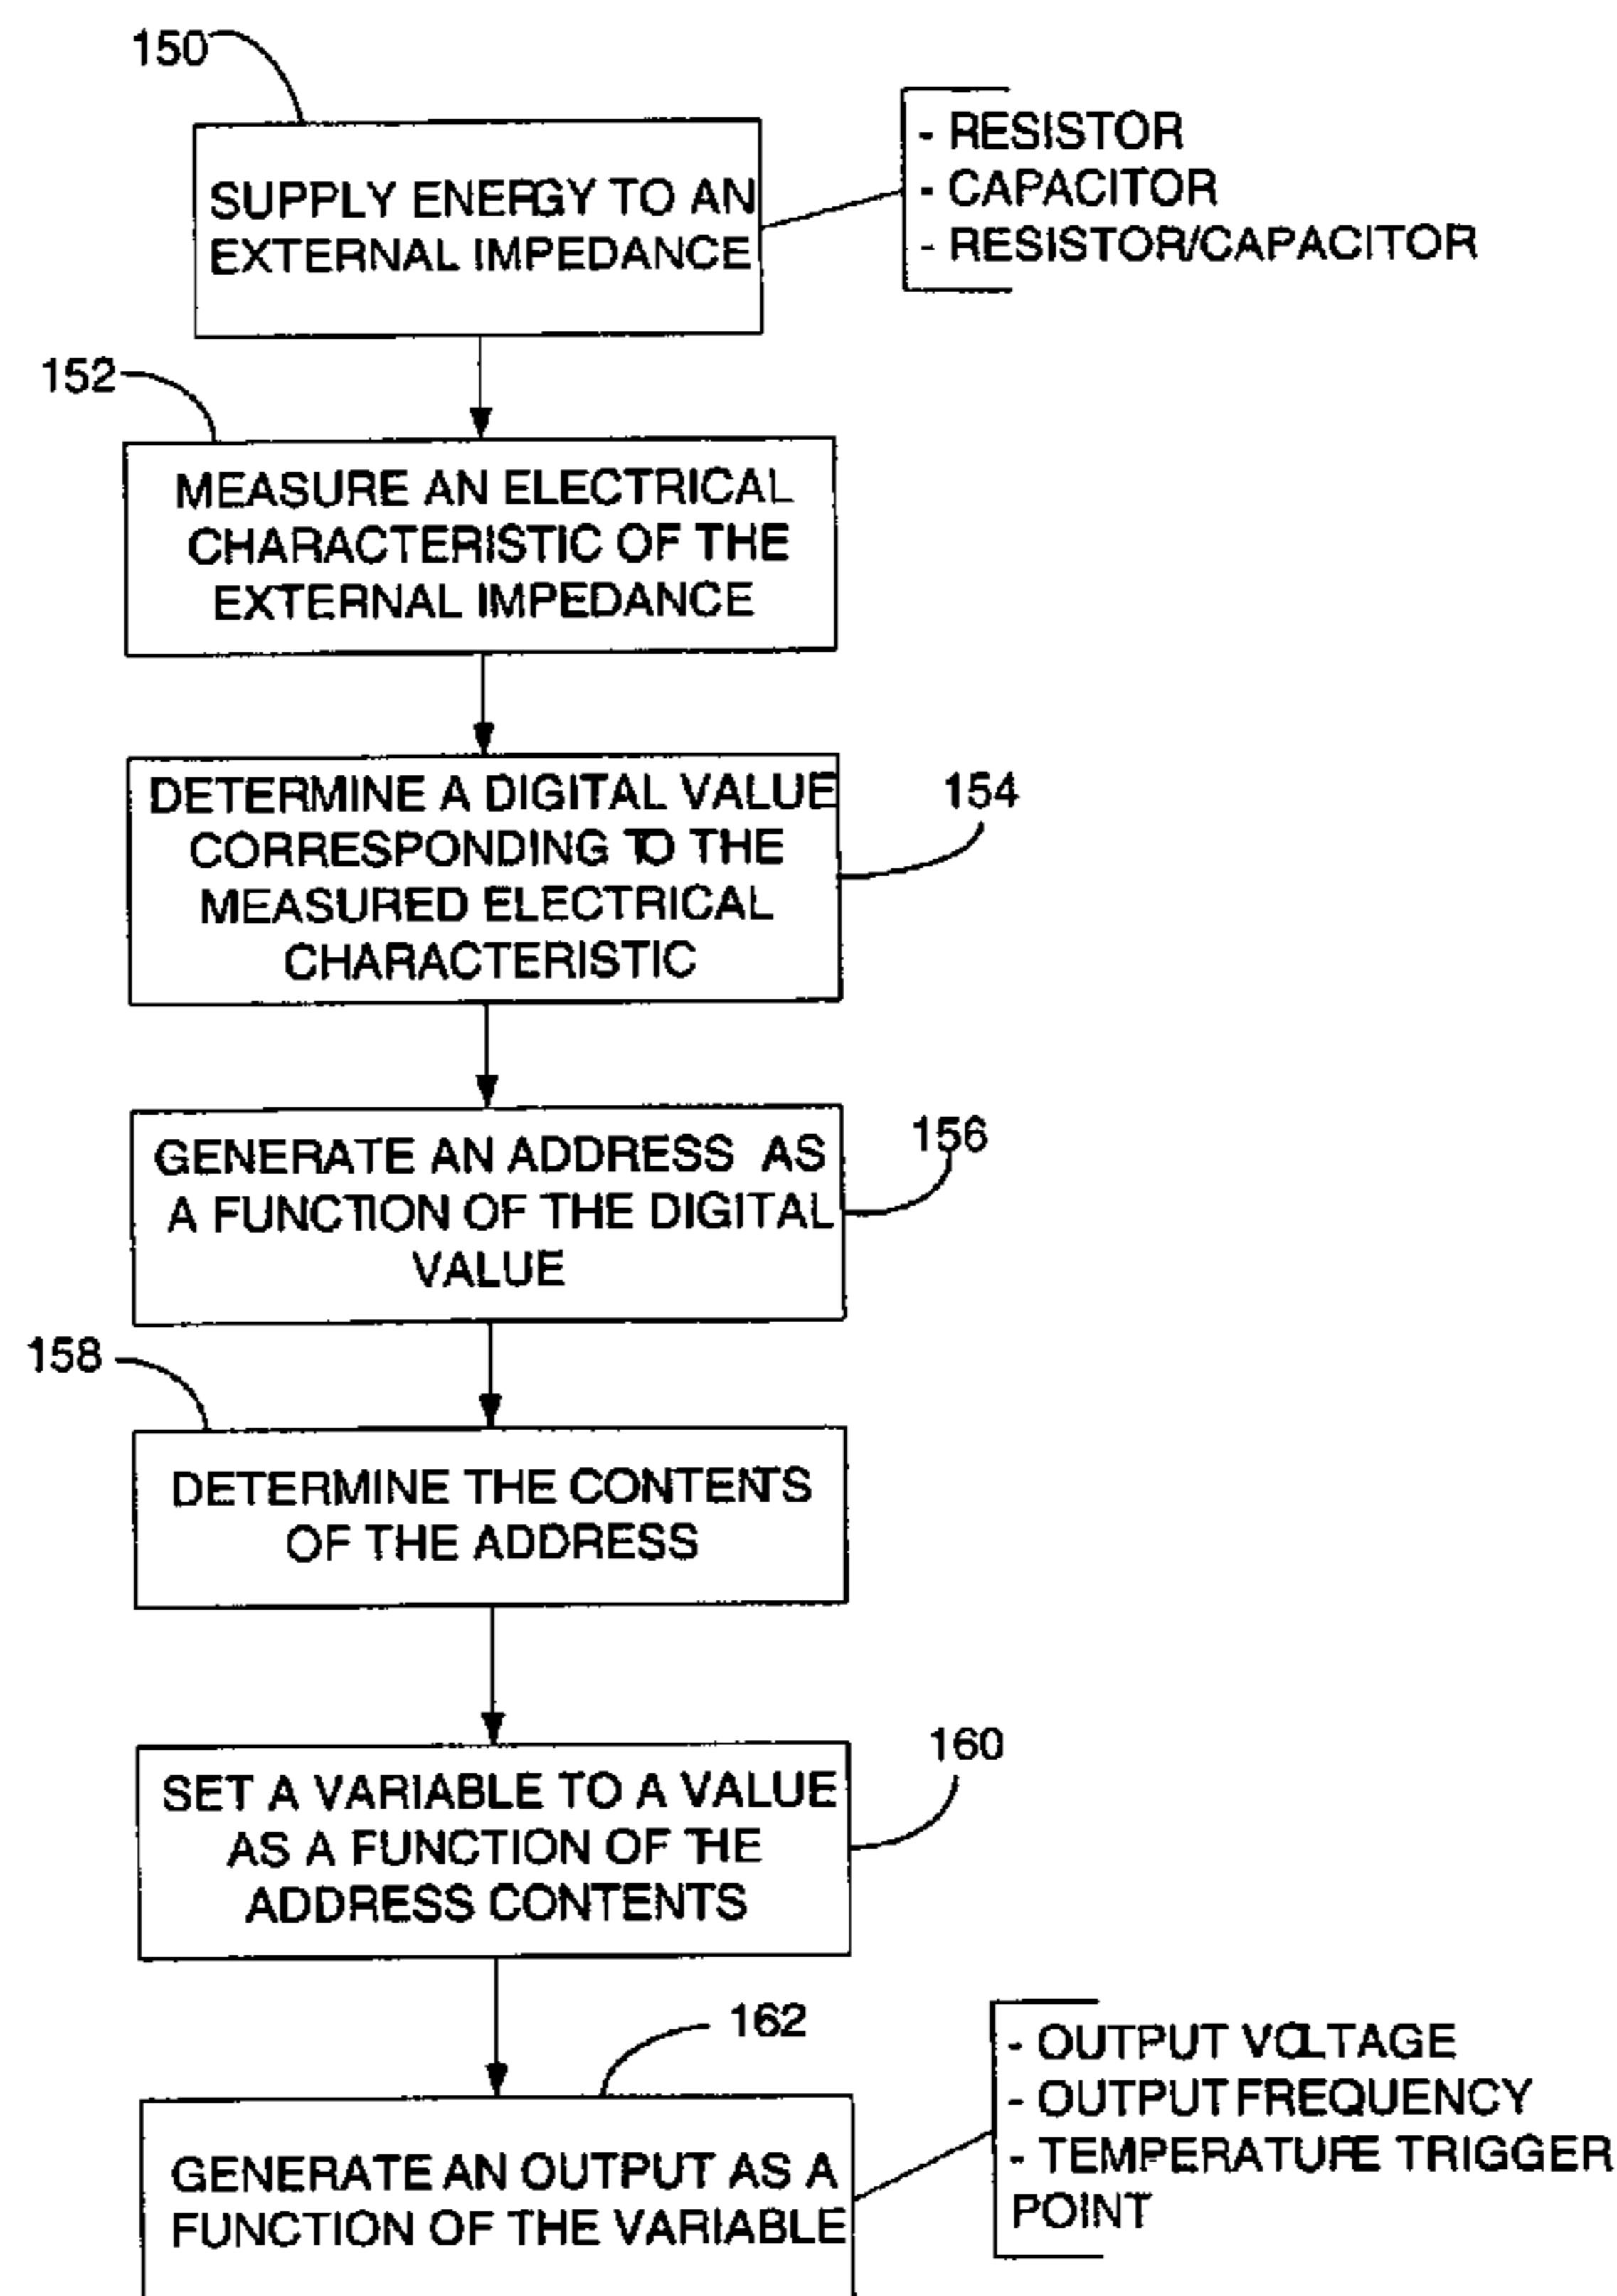 150
SUPPLY ENERGY TO AN
EXTERNAL IMPEDANCE
- RESISTOR
- CAPACITOR
- RESISTOR/CAPACITOR
152
MEASURE AN ELECTRICAL
CHARACTERISTIC OF THE
EXTERNAL IMPEDANCE
DETERMINE A DIGITAL VALUE
CORRESPONDING TO THE
MEASURED ELECTRICAL
CHARACTERISTIC
154
GENERATE AN ADDRESS AS
A FUNCTION OF THE DIGITAL
VALUE
156
158
DETERMINE THE CONTENTS
OF THE ADDRESS
160
SET A VARIABLE TO A VALUE
AS A FUNCTION OF THE
ADDRESS CONTENTS
162
GENERATE AN OUTPUT AS A
FUNCTION OF THE VARIABLE
- OUTPUT VOLTAGE
- OUTPUT FREQUENCY
- TEMPERATURE TRIGGER
POINT